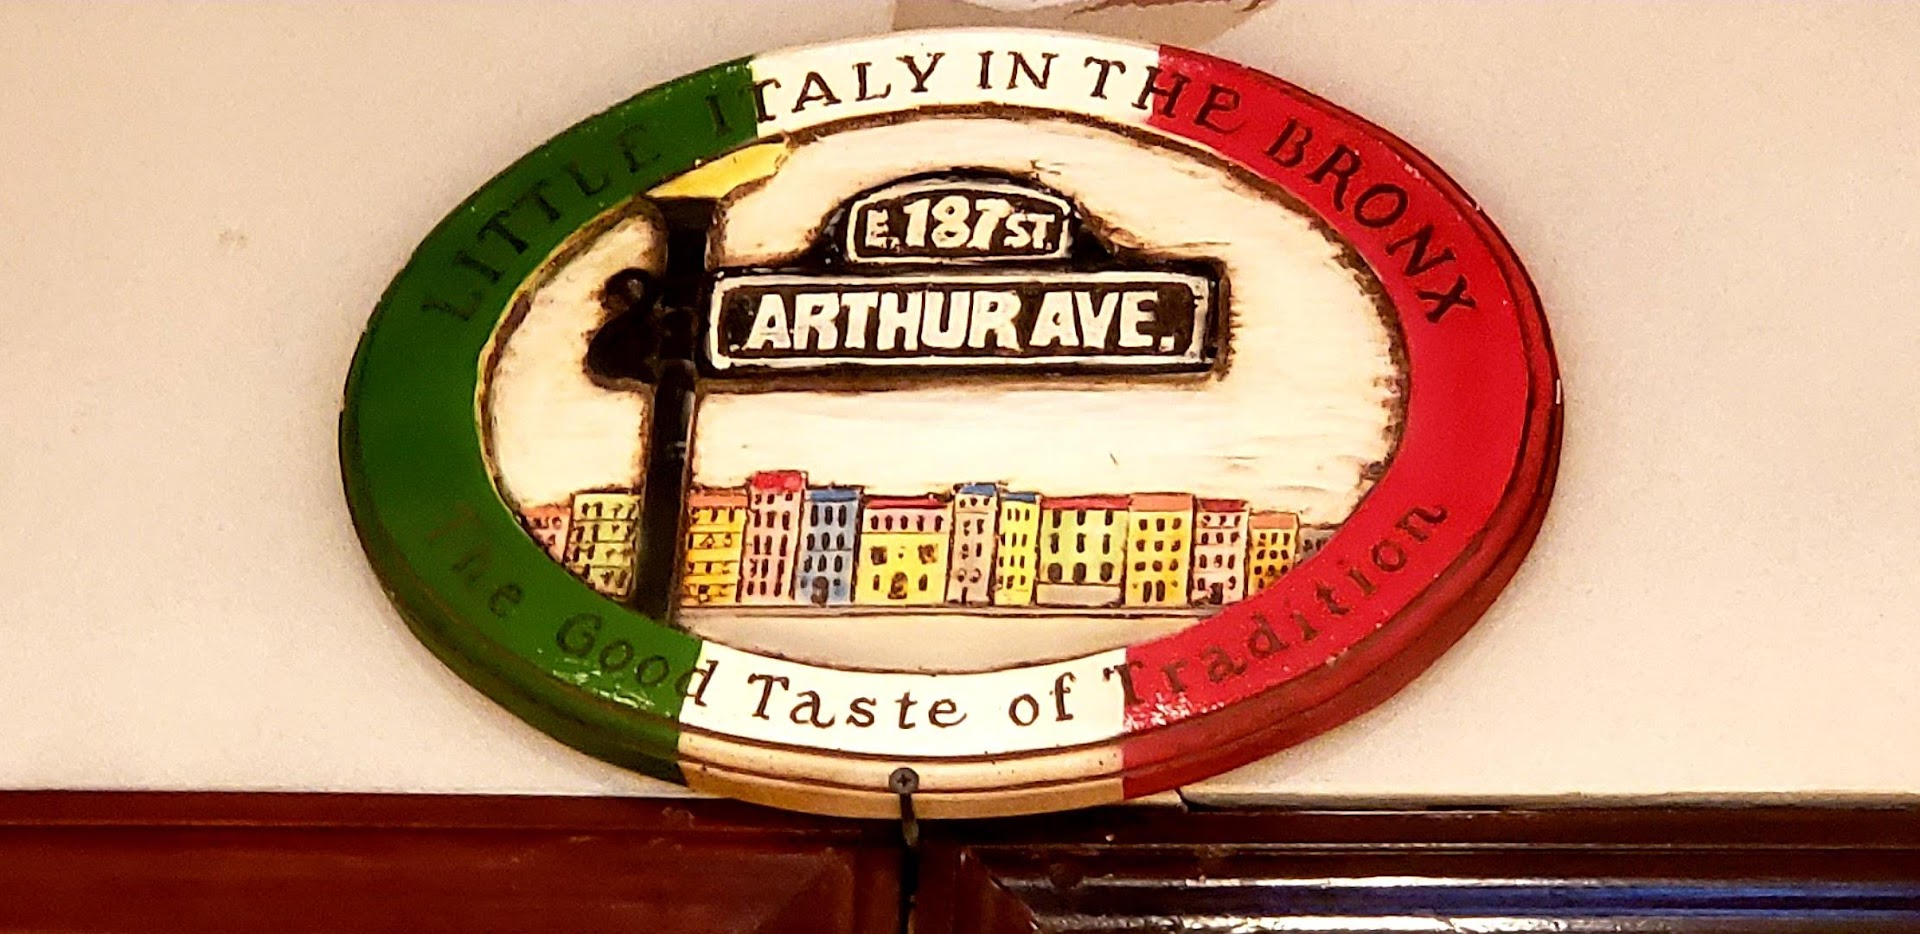 LITTLE ITALY IN THE BRONX
E. 187 ST.
ARTHUR AVE.
The Good Taste of Tradition